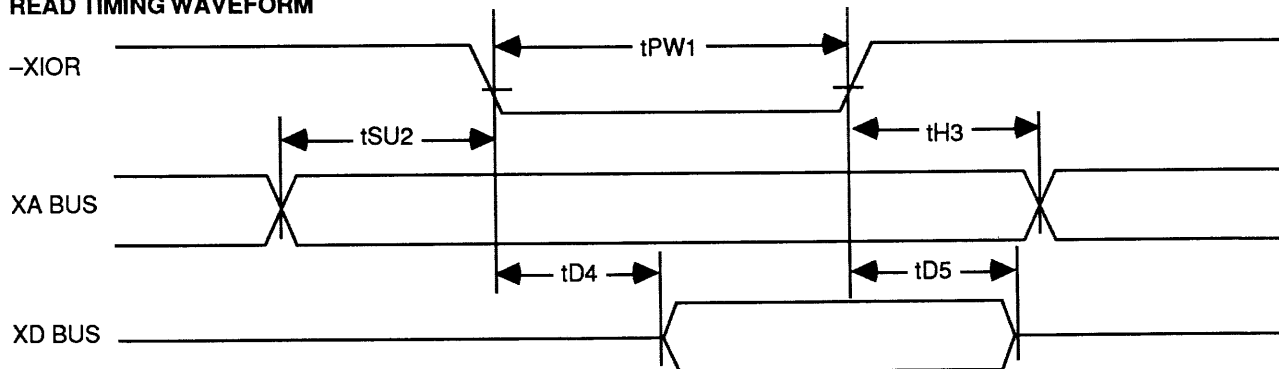 READ TIMING WAVEFORM
tPW1
–XIOR
tSU2
tH3
XA BUS
tD4
tD5
XD BUS